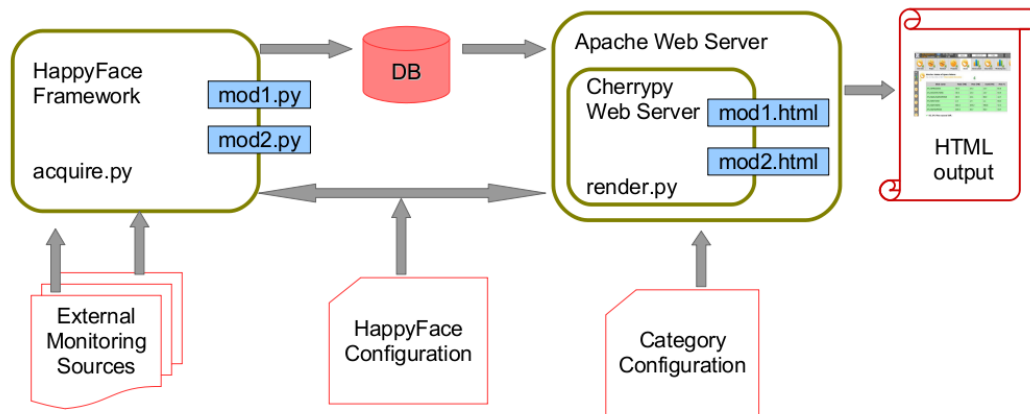 HappyFace
Framework
mod1.py
mod2.py
acquire.py
DB
Apache Web Server
Cherrypy
Web Server
mod1.html
mod2.html
render.py
HTML
output
External
Monitoring
Sources
HappyFace
Configuration
Category
Configuration